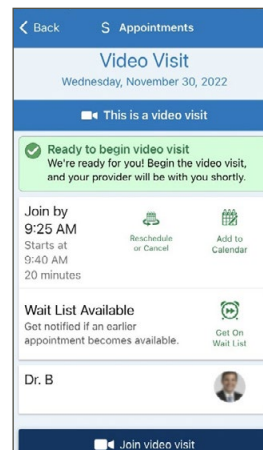 Back
S Appointments
Video Visit
Wednesday, November 30, 2022
This is a video visit
Ready to begin video visit
We're ready for you! Begin the video visit,
and your provider will be with you shortly.
Join by
9:25 AM
Starts at
9:40 AM
20 minutes
Reschedule
or Cancel
Add to
Calendar
Wait List Available
Get notified if an earlier
appointment becomes available.
Get On
Wait List
Dr. B
Join video visit